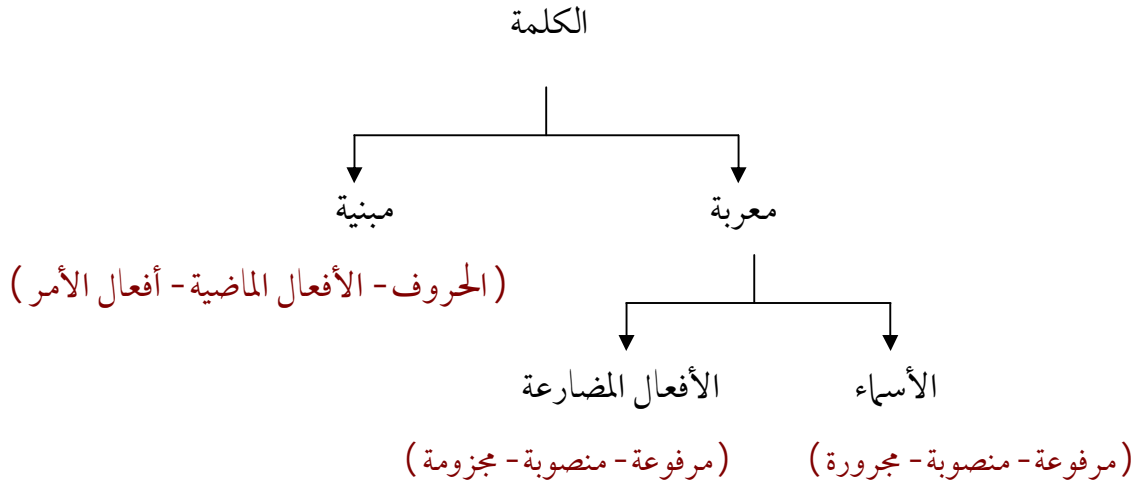 الكلمة
معربة
مبنية
(الحروف - الأفعال الماضية - أفعال الأمر)
الأسماء
الأفعال المضارعة
(مرفوعة - منصوبة - مجرورة)
(مرفوعة - منصوبة - مجزومة)